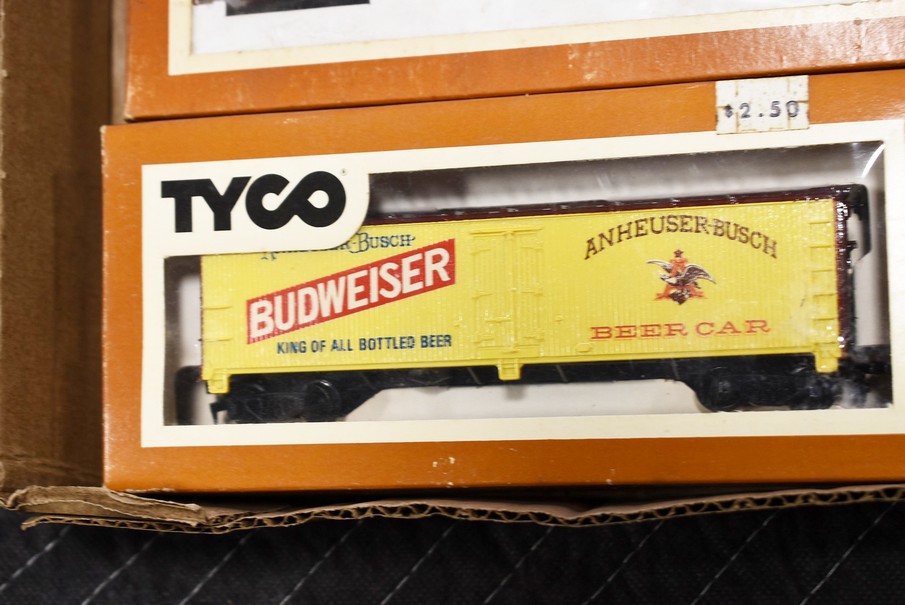 $2.50
TYCO
ANHEUSER-BUSCH
BUDWEISER
KING OF ALL BOTTLED BEER
ANHEUSER-BUSCH
BEER CAR